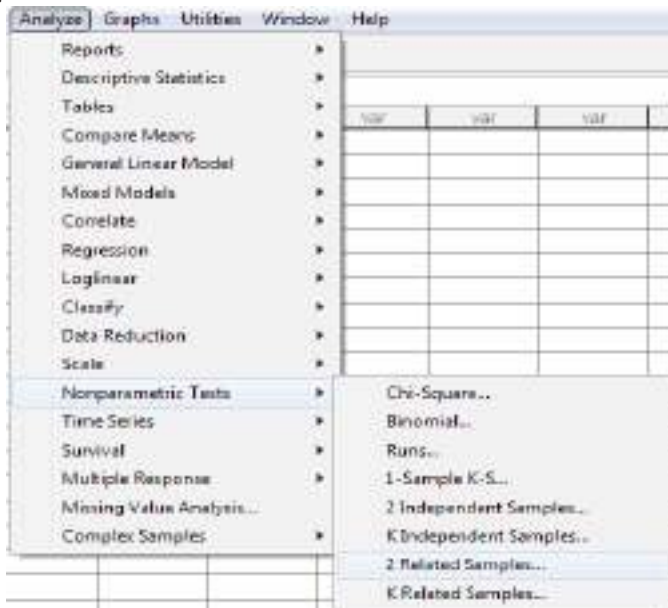 Analyze Graphs Utilities Window Help
Reports
Descriptive Statistics
Tables
Compare Means
General Linear Model
Mixed Models
Correlate
Regression
Loglinear
Classify
Data Reduction
Scale
Nonparametric Tests
Time Series
Survival
Multiple Response
Missing Value Analysis...
Complex Samples
var var var
Chi-Square...
Binomial...
Runs...
1-Sample K-S...
2 Independent Samples...
K Independent Samples...
2 Related Samples...
K Related Samples...